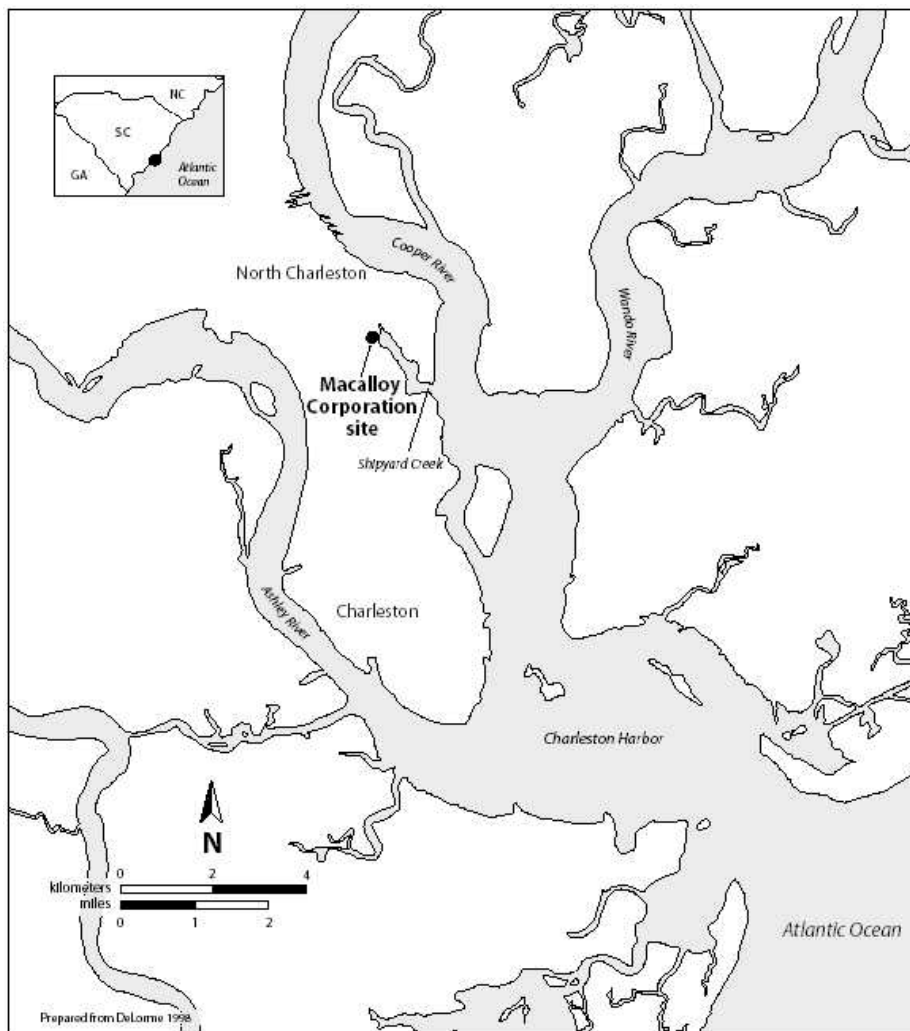 NC
SC
GA
Atlantic
Ocean
Cooper River
North Charleston
Wando River
Macalloy
Corporation
site
Shipyard Creek
Ashley River
Charleston
Charleston Harbor
N
0 2 4
kilometers
miles
0 1 2
Atlantic Ocean
Prepared from DeLorme 1998